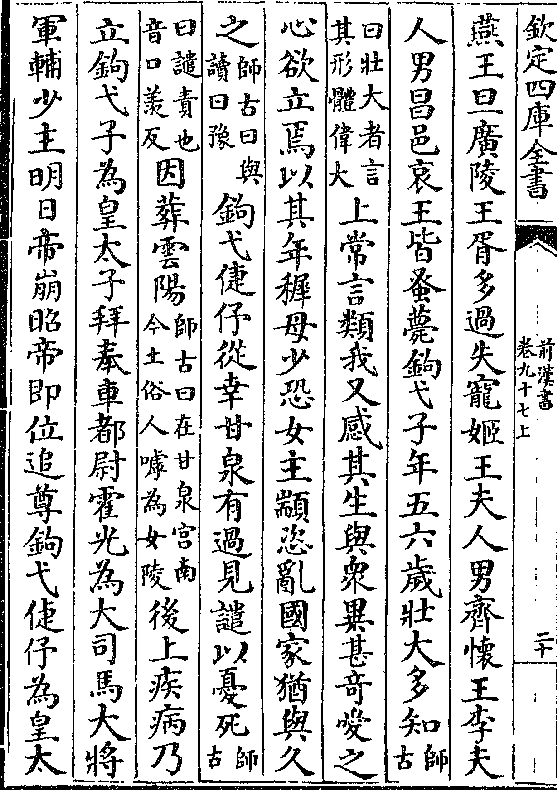 欽定四庫全書
前漢書
卷九十七上
二十
燕王旦廣陵王胥多過失寵姬王夫人男齊懷王李夫
人男昌邑哀王皆蚤薨鉤弋子年五六歲壯大多知師古
曰壯大者言
其形體偉大上常言類我又感其生與衆異甚奇愛之
心欲立焉以其年穉母少恐女主顓恣亂國家猶與久
之師古曰與
讀曰豫鉤弋倢伃從幸甘泉有過見譴以憂死師古
曰譴責也
音口羡反因葬雲陽師古曰在甘泉宮南
今土俗人嘑為女陵後上疾病乃
立鉤弋子為皇太子拜奉車都尉霍光為大司馬大將
軍輔少主明日帝崩昭帝即位追尊鉤弋倢伃為皇太